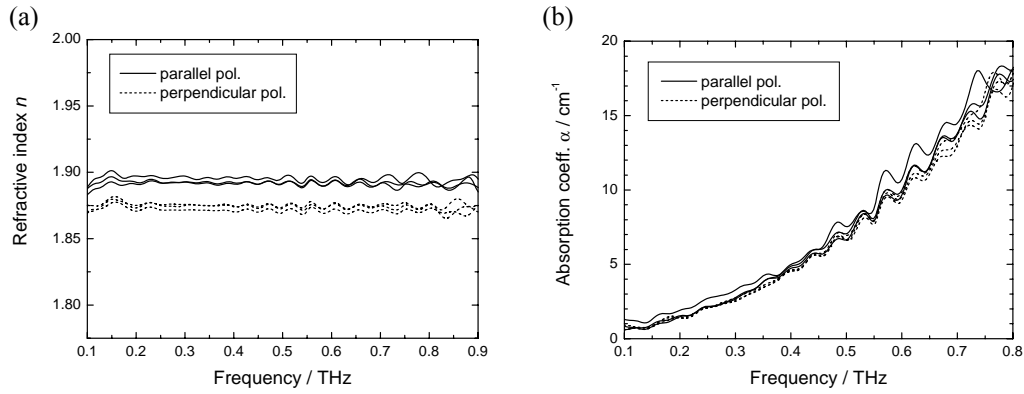 (a)
2.00
1.95
1.90
1.85
1.80
Refractive index n
parallel pol.
perpendicular pol.
0.1 0.2 0.3 0.4 0.5 0.6 0.7 0.8 0.9
Frequency / THz
(b)
20
15
10
5
0
Absorption coeff. α / cm⁻¹
parallel pol.
perpendicular pol.
0.1 0.2 0.3 0.4 0.5 0.6 0.7 0.8
Frequency / THz